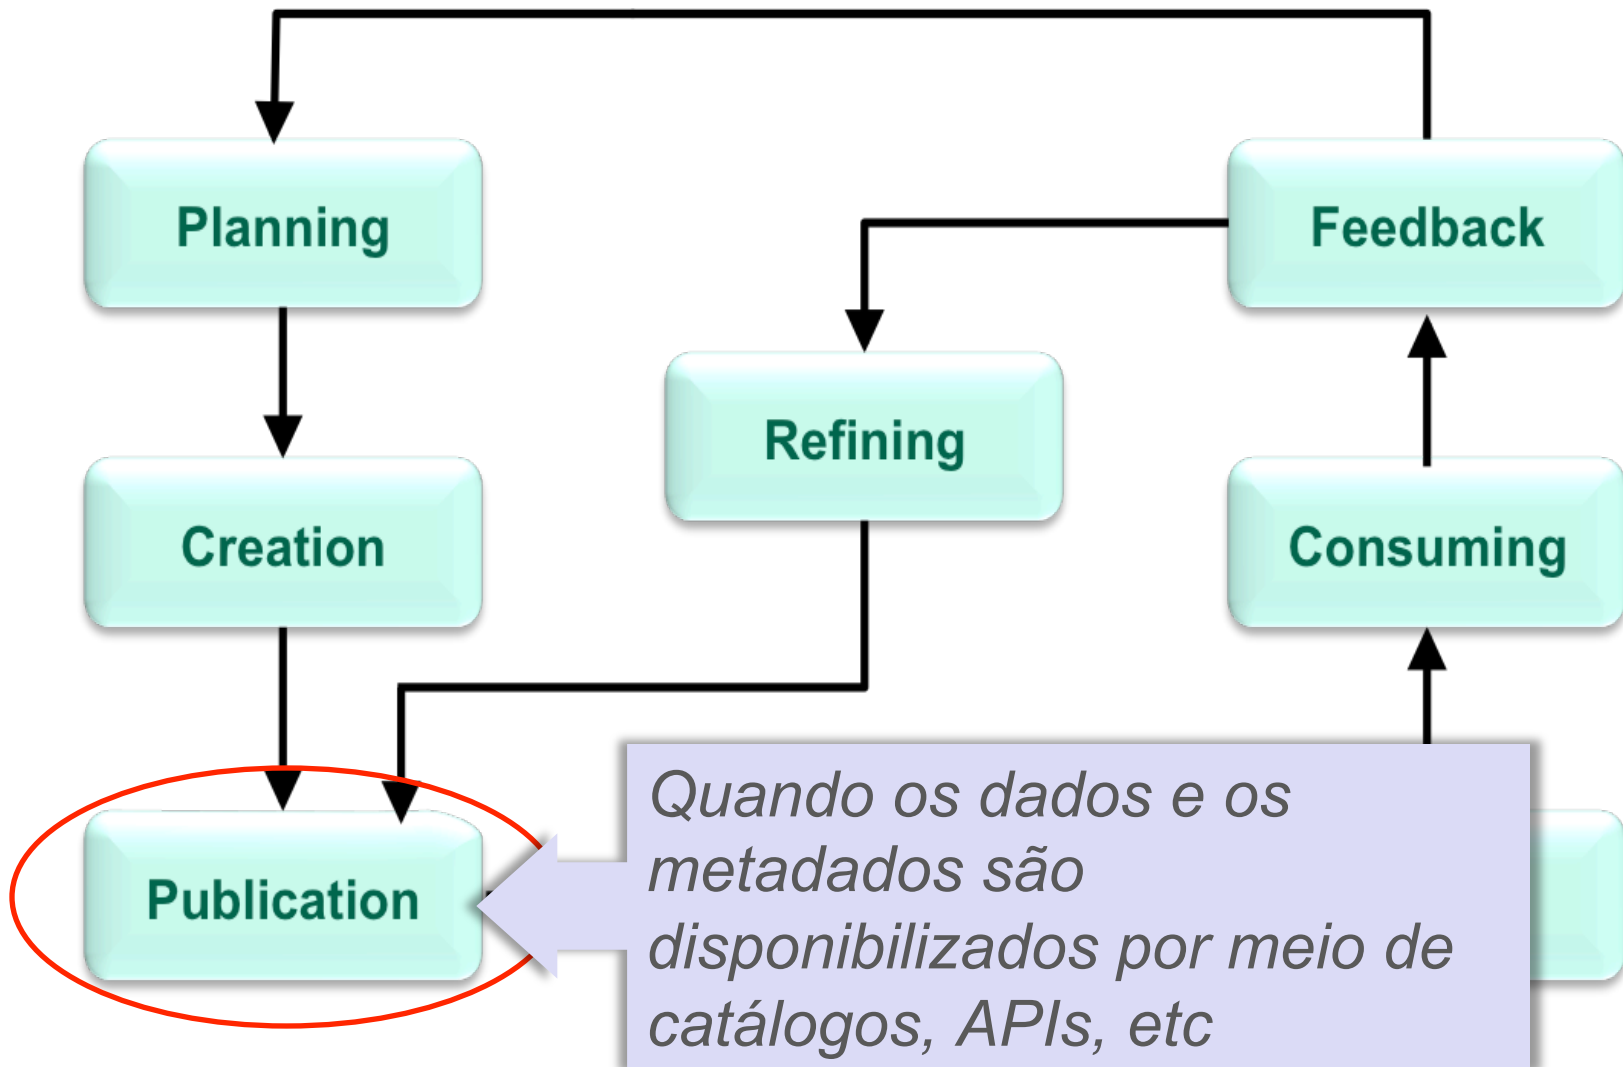 Planning
Feedback
Refining
Creation
Consuming
Publication
Quando os dados e os
metadados são
disponibilizados por meio de
catálogos, APIs, etc